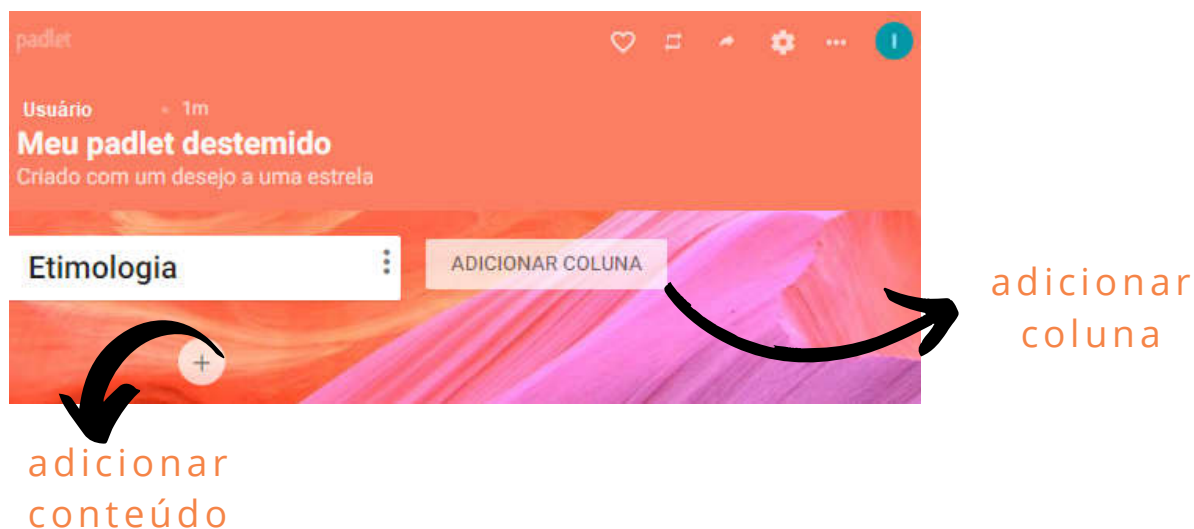 padlet
I
Usuário • 1m
Meu padlet destemido
Criado com um desejo a uma estrela
Etimologia
ADICIONAR COLUNA
adicionar
coluna
+
adicionar
conteúdo